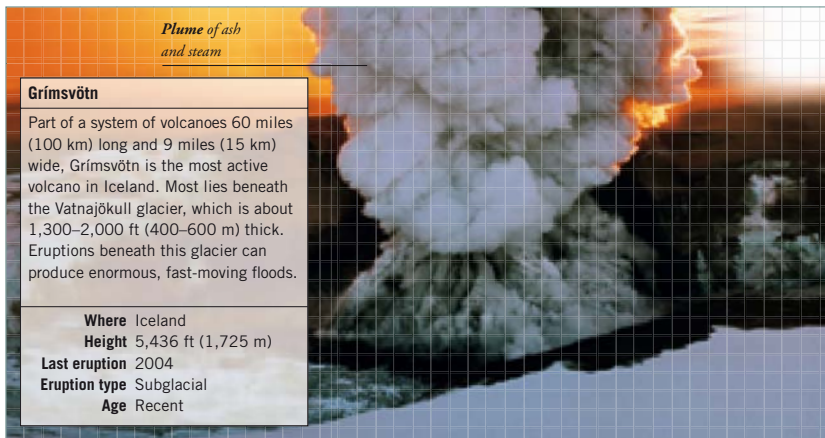 Plume of ash
and steam
Grímsvötn
Part of a system of volcanoes 60 miles
(100 km) long and 9 miles (15 km)
wide, Grímsvötn is the most active
volcano in Iceland. Most lies beneath
the Vatnajökull glacier, which is about
1,300–2,000 ft (400–600 m) thick.
Eruptions beneath this glacier can
produce enormous, fast-moving floods.
Where Iceland
Height 5,436 ft (1,725 m)
Last eruption 2004
Eruption type Subglacial
Age Recent